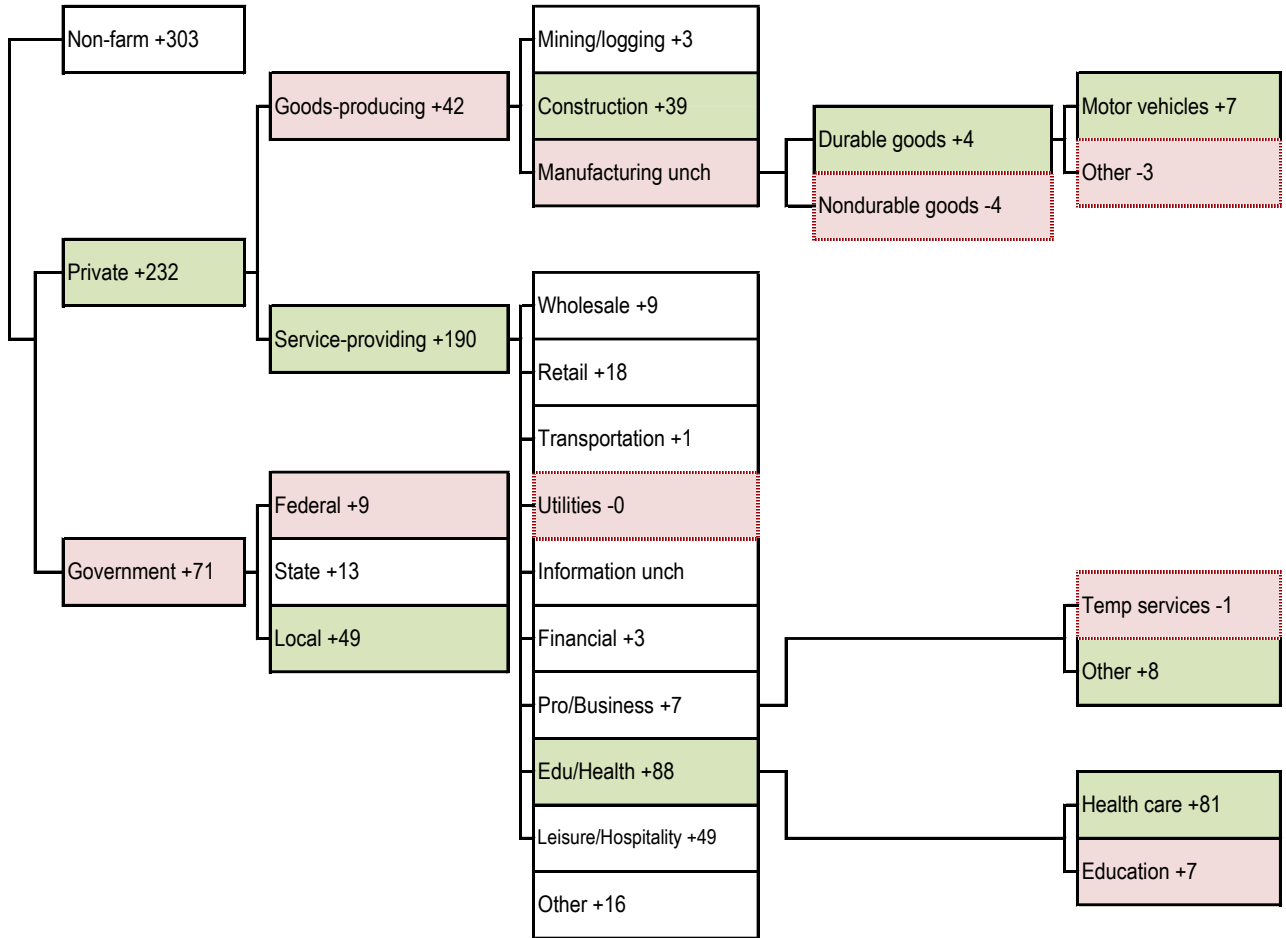 Non-farm +303
Private +232
Government +71
Goods-producing +42
Service-providing +190
Federal +9
State +13
Local +49
Mining/logging +3
Construction +39
Manufacturing unch
Wholesale +9
Retail +18
Transportation +1
Utilities -0
Information unch
Financial +3
Pro/Business +7
Edu/Health +88
Leisure/Hospitality +49
Other +16
Durable goods +4
Nondurable goods -4
Motor vehicles +7
Other -3
Temp services -1
Other +8
Health care +81
Education +7